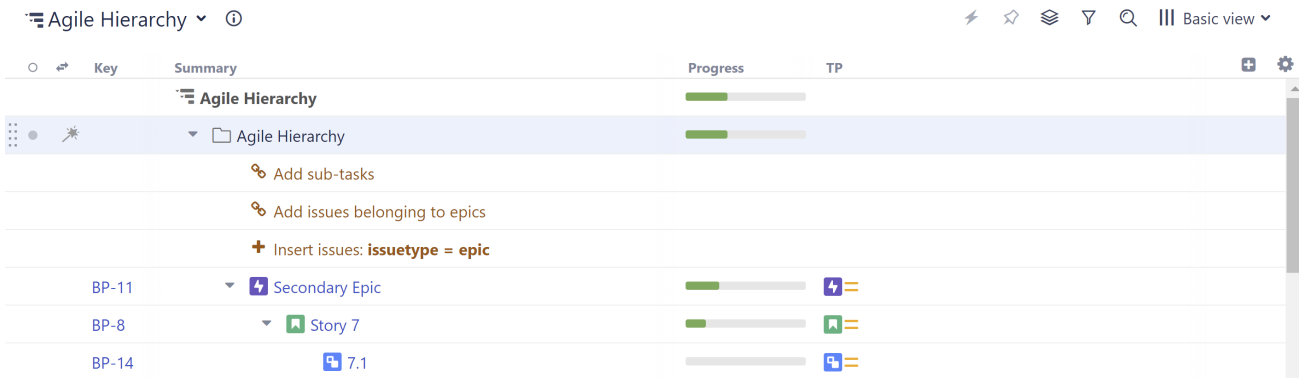 Agile Hierarchy Basic view
Key Summary Progress TP
Agile Hierarchy
Agile Hierarchy
Add sub-tasks
Add issues belonging to epics
Insert issues: issuetype = epic
BP-11 Secondary Epic
BP-8 Story 7
BP-14 7.1